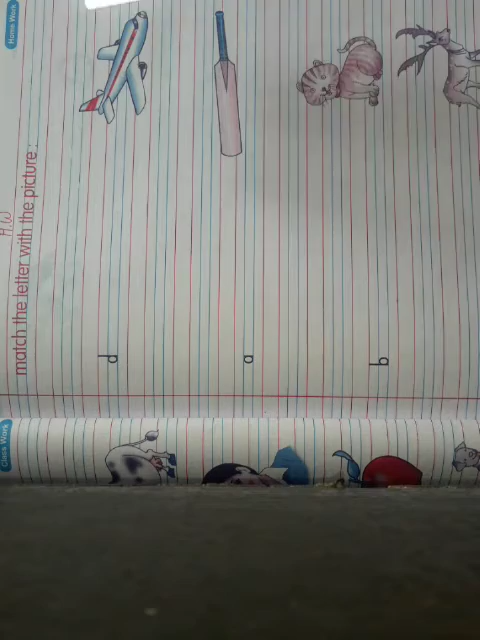 Class Work
Home Work
H.W
match the letter with the picture :
d
a
b